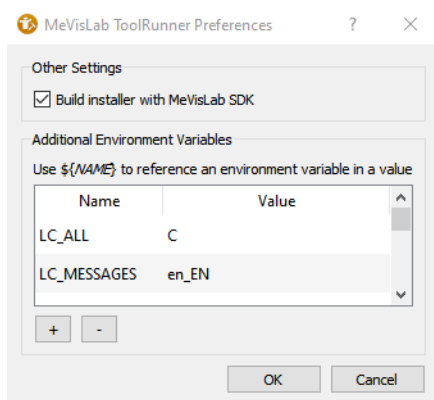 MeVisLab ToolRunner Preferences
Other Settings
Build installer with MeVisLab SDK
Additional Environment Variables
Use ${NAME} to reference an environment variable in a value
Name Value
LC_ALL C
LC_MESSAGES en_EN
+ -
OK Cancel